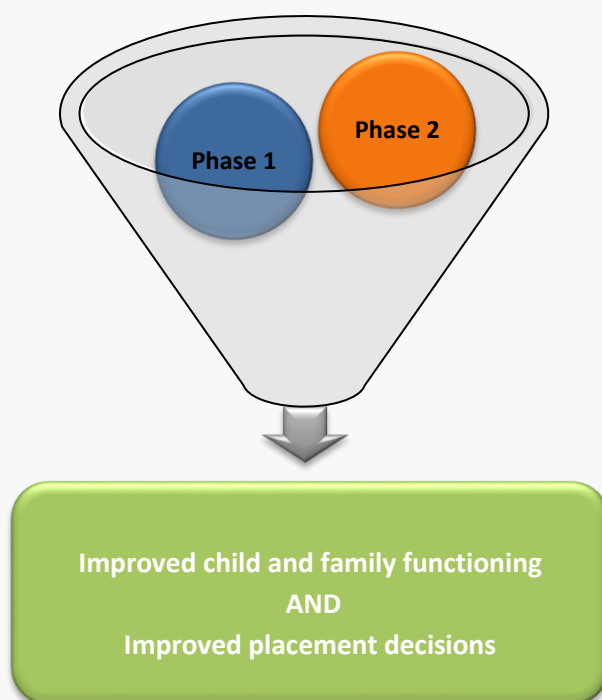 Phase 1
Phase 2
Improved child and family functioning
AND
Improved placement decisions